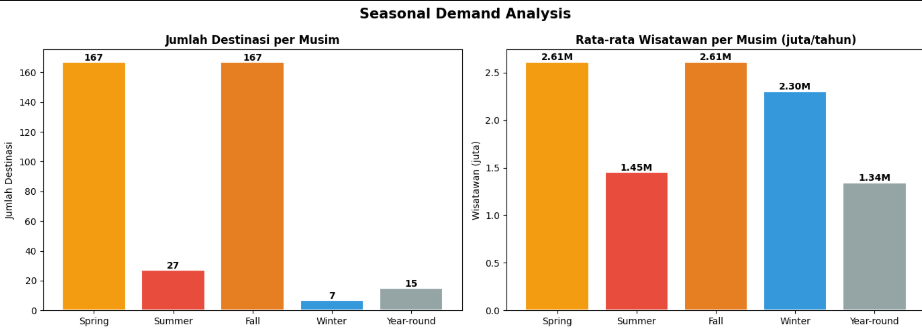 Seasonal Demand Analysis
Jumlah Destinasi per Musim
Jumlah Destinasi
160
140
120
100
80
60
40
20
0
167
27
167
7
15
Spring Summer Fall Winter Year-round
Rata-rata Wisatawan per Musim (juta/tahun)
Wisatawan (juta)
2.5
2.0
1.5
1.0
0.5
0.0
2.61M
1.45M
2.61M
2.30M
1.34M
Spring Summer Fall Winter Year-round